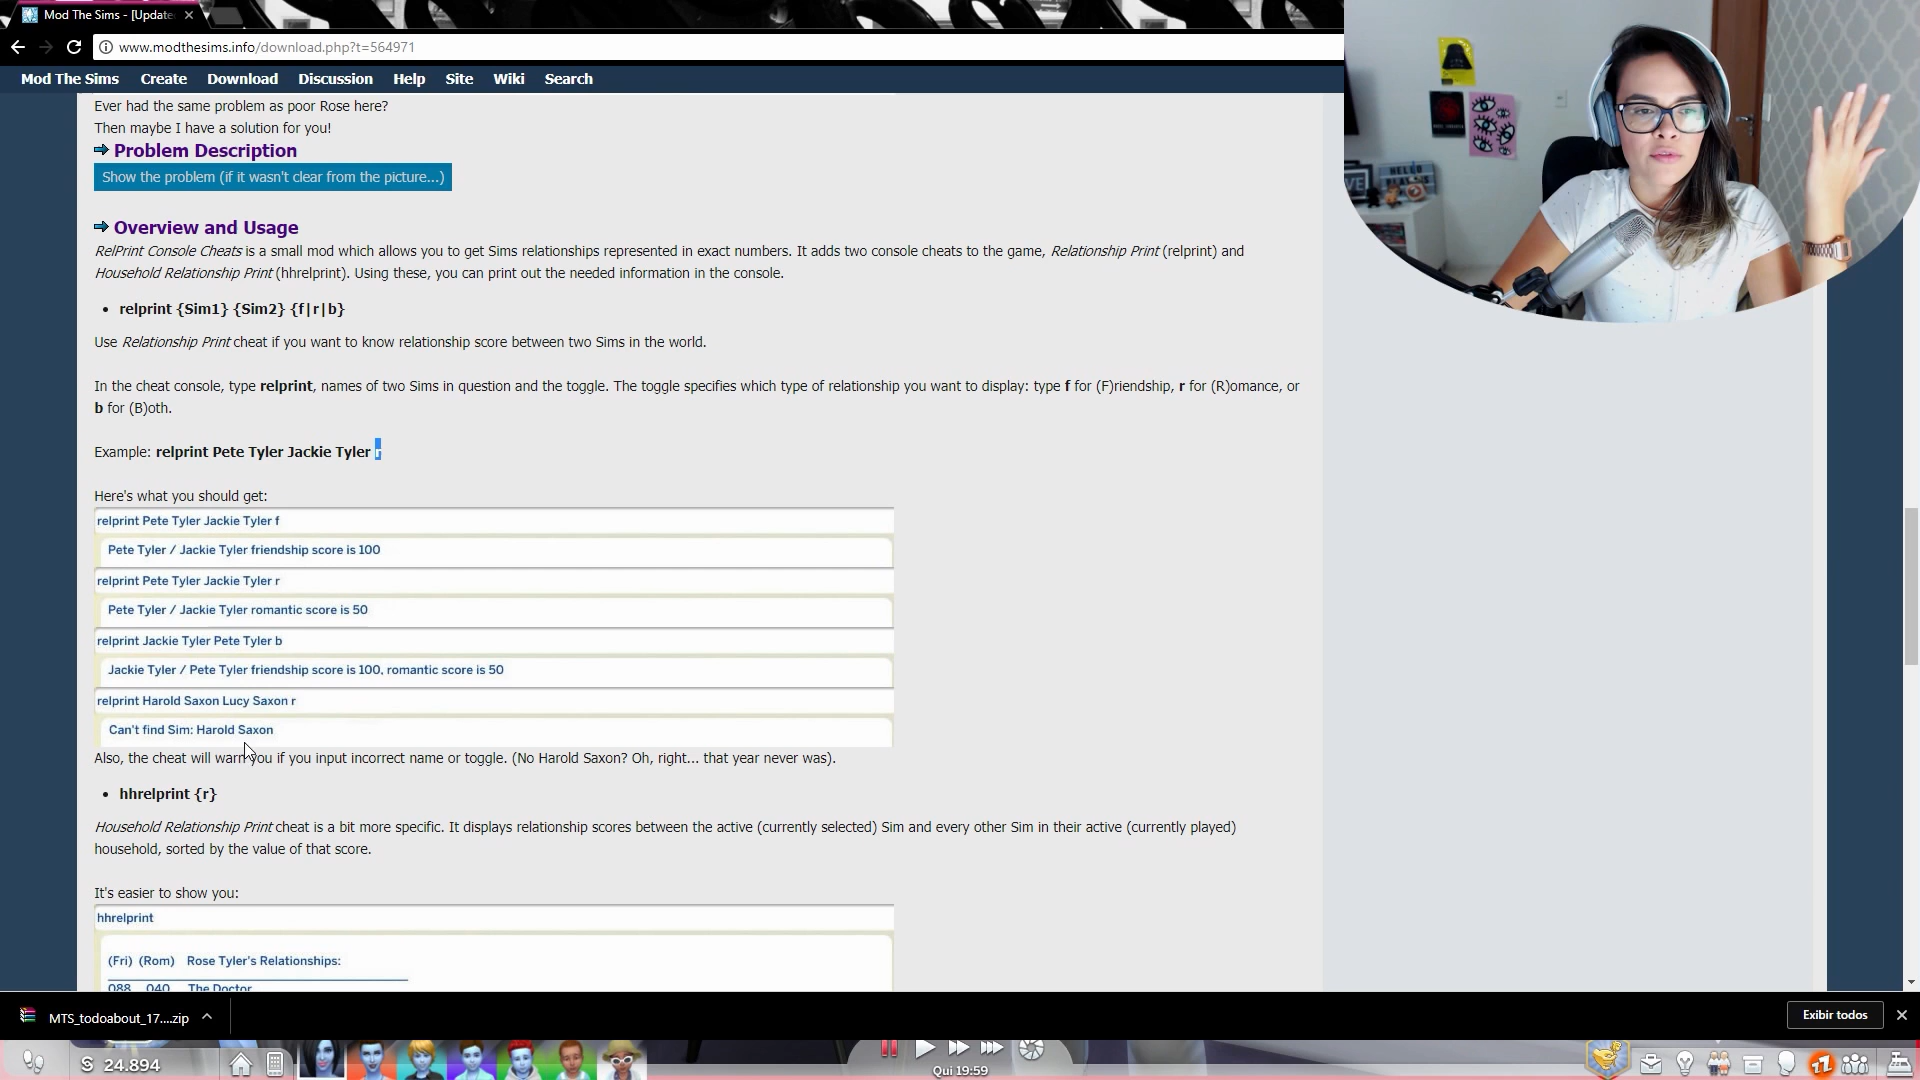 Mod The Sims - [Update
www.modthesims.info/download.php?t=564971
Mod The Sims Create Download Discussion Help Site Wiki Search
Ever had the same problem as poor Rose here?
Then maybe I have a solution for you!
Problem Description
Show the problem (if it wasn't clear from the picture...)
Overview and Usage
RelPrint Console Cheats is a small mod which allows you to get Sims relationships represented in exact numbers. It adds two console cheats to the game, Relationship Print (relprint) and
Household Relationship Print (hhrelprint). Using these, you can print out the needed information in the console.
• relprint {Sim1} {Sim2} {f|r|b}
Use Relationship Print cheat if you want to know relationship score between two Sims in the world.
In the cheat console, type relprint, names of two Sims in question and the toggle. The toggle specifies which type of relationship you want to display: type f for (F)riendship, r for (R)omance, or
b for (B)oth.
Example: relprint Pete Tyler Jackie Tyler r
Here's what you should get:
relprint Pete Tyler Jackie Tyler f
Pete Tyler / Jackie Tyler friendship score is 100
relprint Pete Tyler Jackie Tyler r
Pete Tyler / Jackie Tyler romantic score is 50
relprint Jackie Tyler Pete Tyler b
Jackie Tyler / Pete Tyler friendship score is 100, romantic score is 50
relprint Harold Saxon Lucy Saxon r
Can't find Sim: Harold Saxon
Also, the cheat will warn you if you input incorrect name or toggle. (No Harold Saxon? Oh, right... that year never was).
• hhrelprint {r}
Household Relationship Print cheat is a bit more specific. It displays relationship scores between the active (currently selected) Sim and every other Sim in their active (currently played)
household, sorted by the value of that score.
It's easier to show you:
hhrelprint
(Fri) (Rom) Rose Tyler's Relationships:
088 040 The Doctor
MTS_todoabout_17....zip
Exibir todos
§ 24.894
Qui 19:59